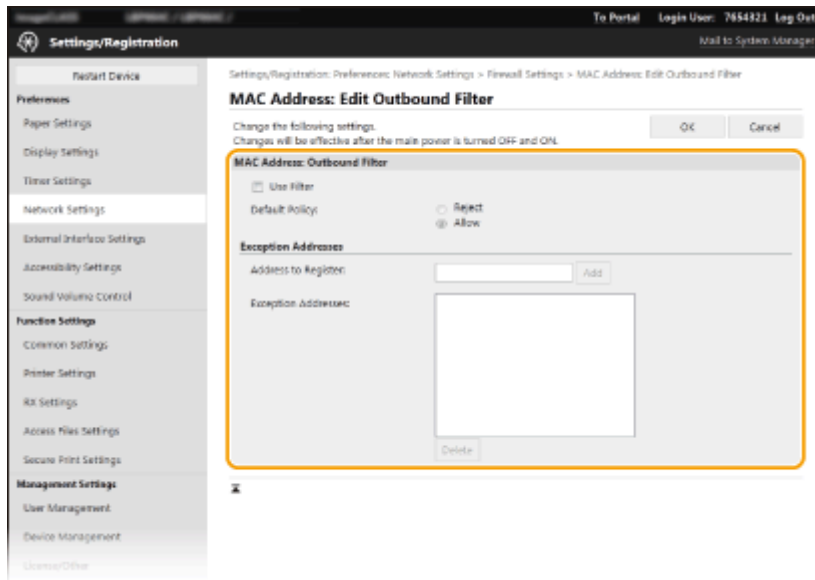 To Portal Login User: 7654321 Log Out
Settings/Registration
Mail to System Manager
Restart Device
Preferences
Paper Settings
Display Settings
Timer Settings
Network Settings
External Interface Settings
Accessibility Settings
Sound Volume Control
Function Settings
Common Settings
Printer Settings
RX Settings
Access Files Settings
Secure Print Settings
Management Settings
User Management
Device Management
License/Other
Settings/Registration: Preferences: Network Settings > Firewall Settings > MAC Address: Edit Outbound Filter
MAC Address: Edit Outbound Filter
Change the following settings.
Changes will be effective after the main power is turned OFF and ON.
OK Cancel
MAC Address: Outbound Filter
Use Filter
Default Policy: Reject
Allow
Exception Addresses
Address to Register: Add
Exception Addresses:
Delete